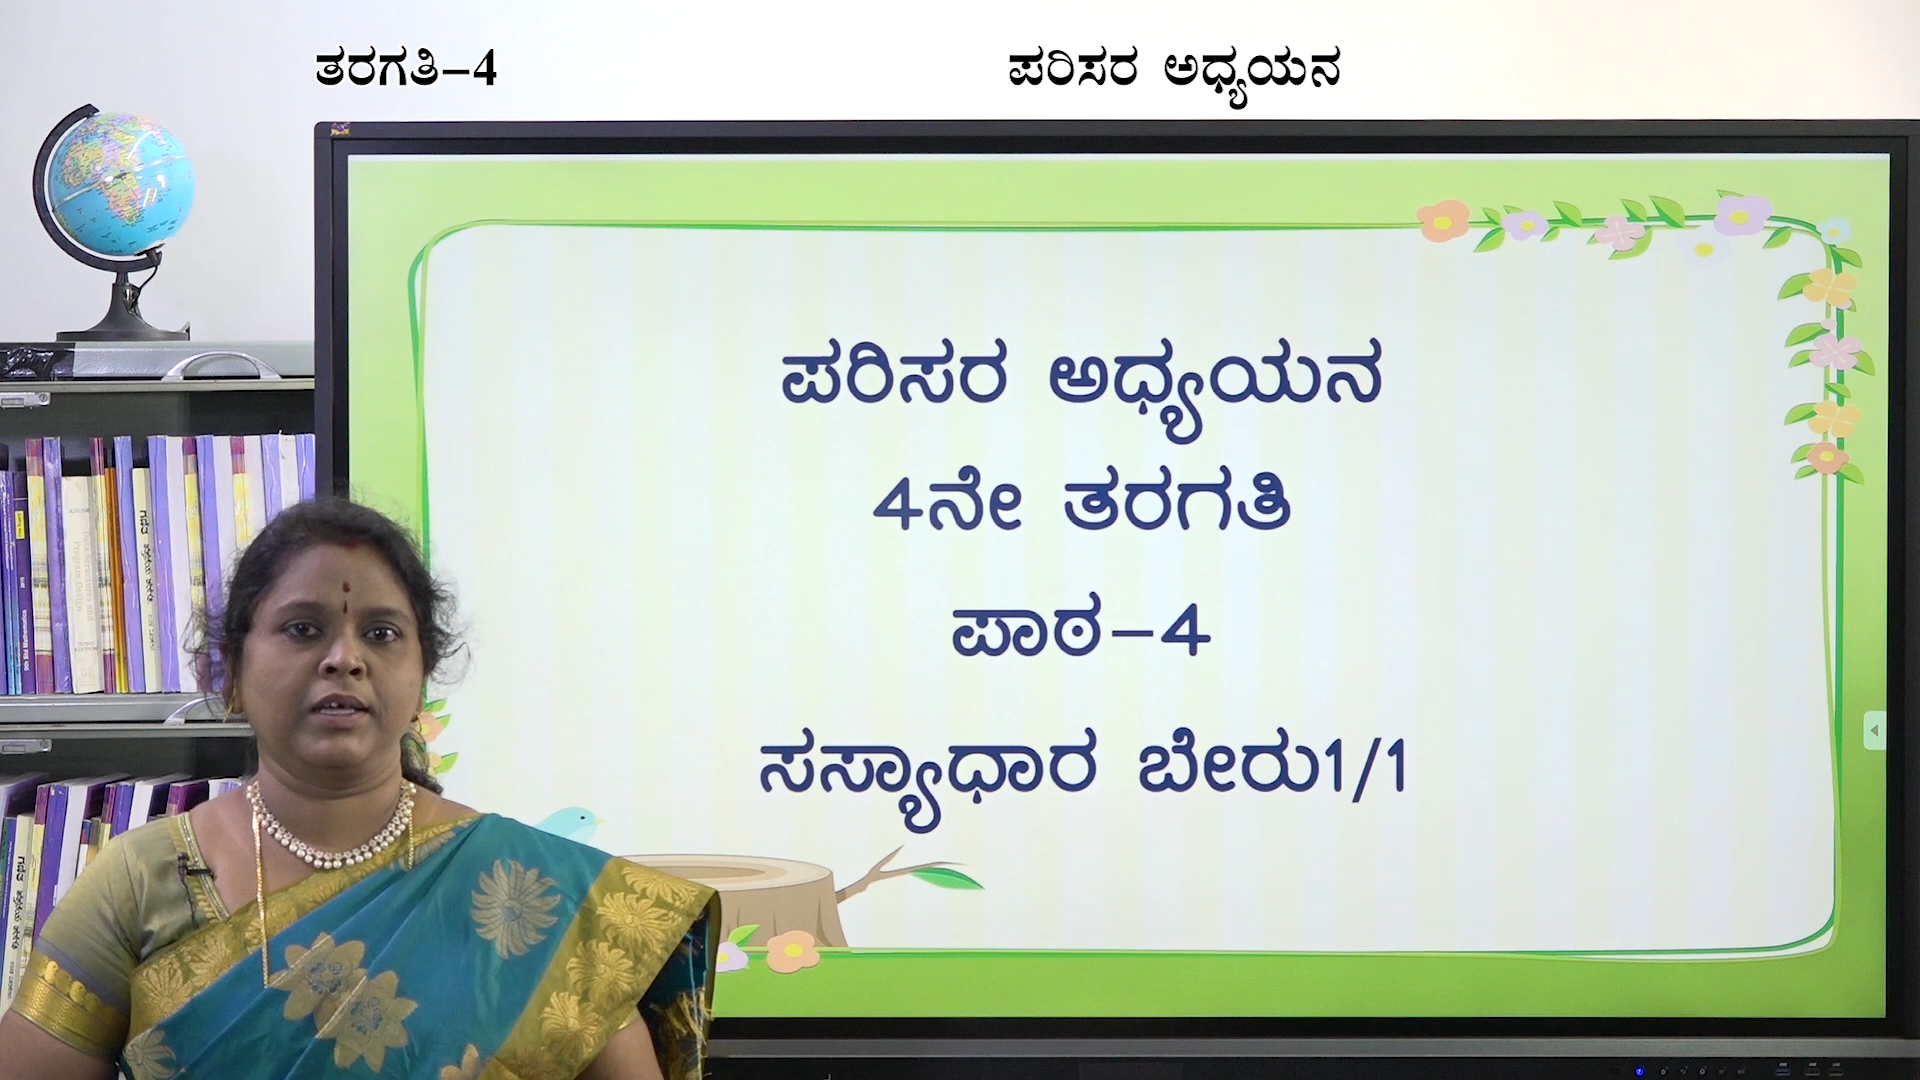 ತರಗತಿ-4
ಪರಿಸರ ಅಧ್ಯಯನ
ಪರಿಸರ ಅಧ್ಯಯನ
4ನೇ ತರಗತಿ
ಪಾಠ-4
ಸಸ್ಯಾಧಾರ ಬೇರು1/1